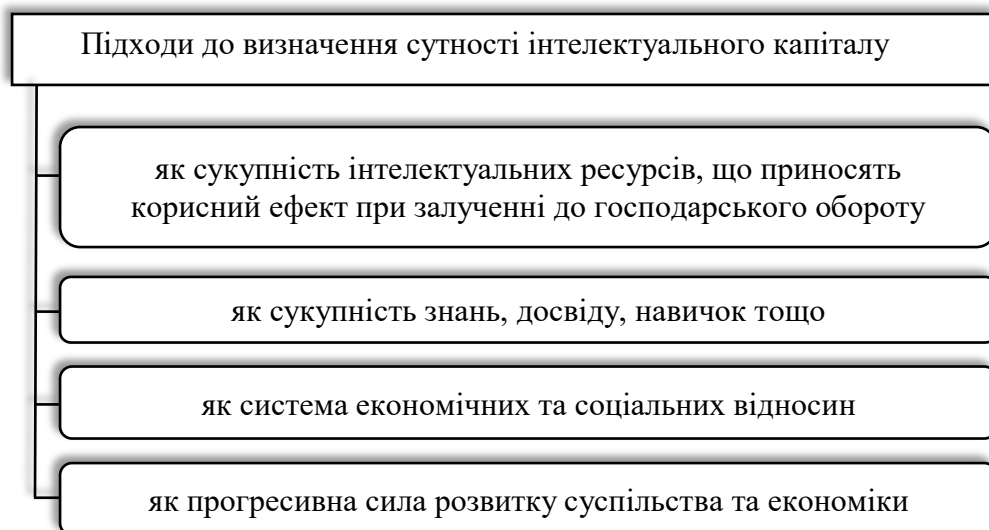 Підходи до визначення сутності інтелектуального капіталу
як сукупність інтелектуальних ресурсів, що приносять
корисний ефект при залученні до господарського обороту
як сукупність знань, досвіду, навичок тощо
як система економічних та соціальних відносин
як прогресивна сила розвитку суспільства та економіки